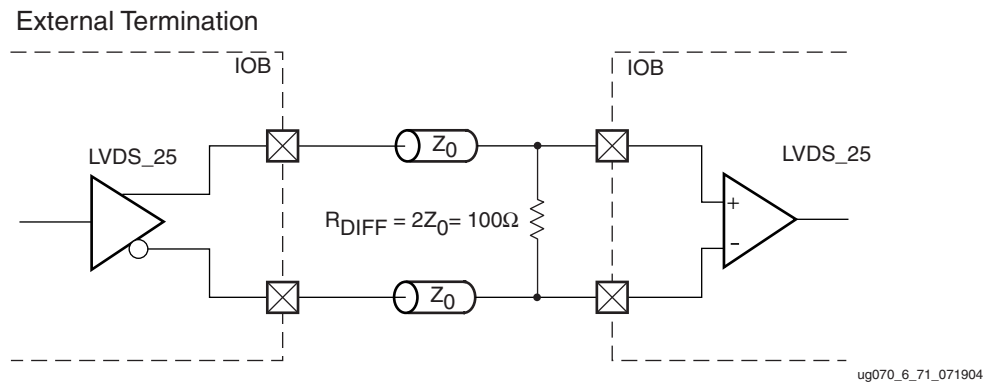 External Termination
IOB
IOB
LVDS_25
Z0
LVDS_25
RDIFF = 2Z0= 100Ω
+
–
Z0
ug070_6_71_071904